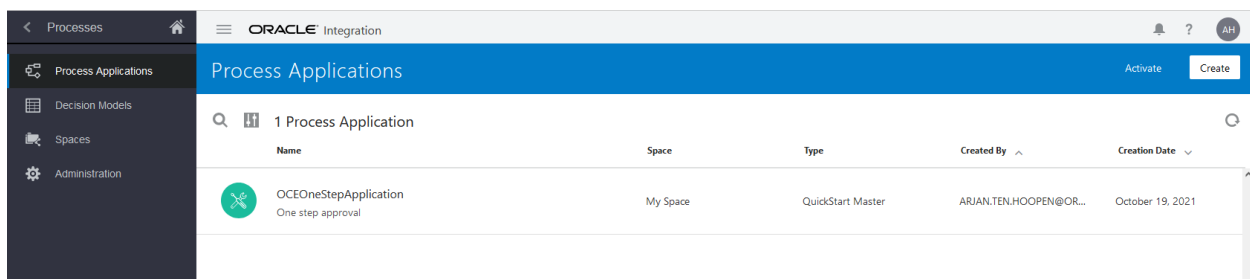 Processes
ORACLE Integration
?
AH
Process Applications
Decision Models
Spaces
Administration
Process Applications
Activate
Create
1 Process Application
Name Space Type Created By Creation Date
OCEOneStepApplication
One step approval
My Space
QuickStart Master
ARJAN.TEN.HOOPEN@OR...
October 19, 2021